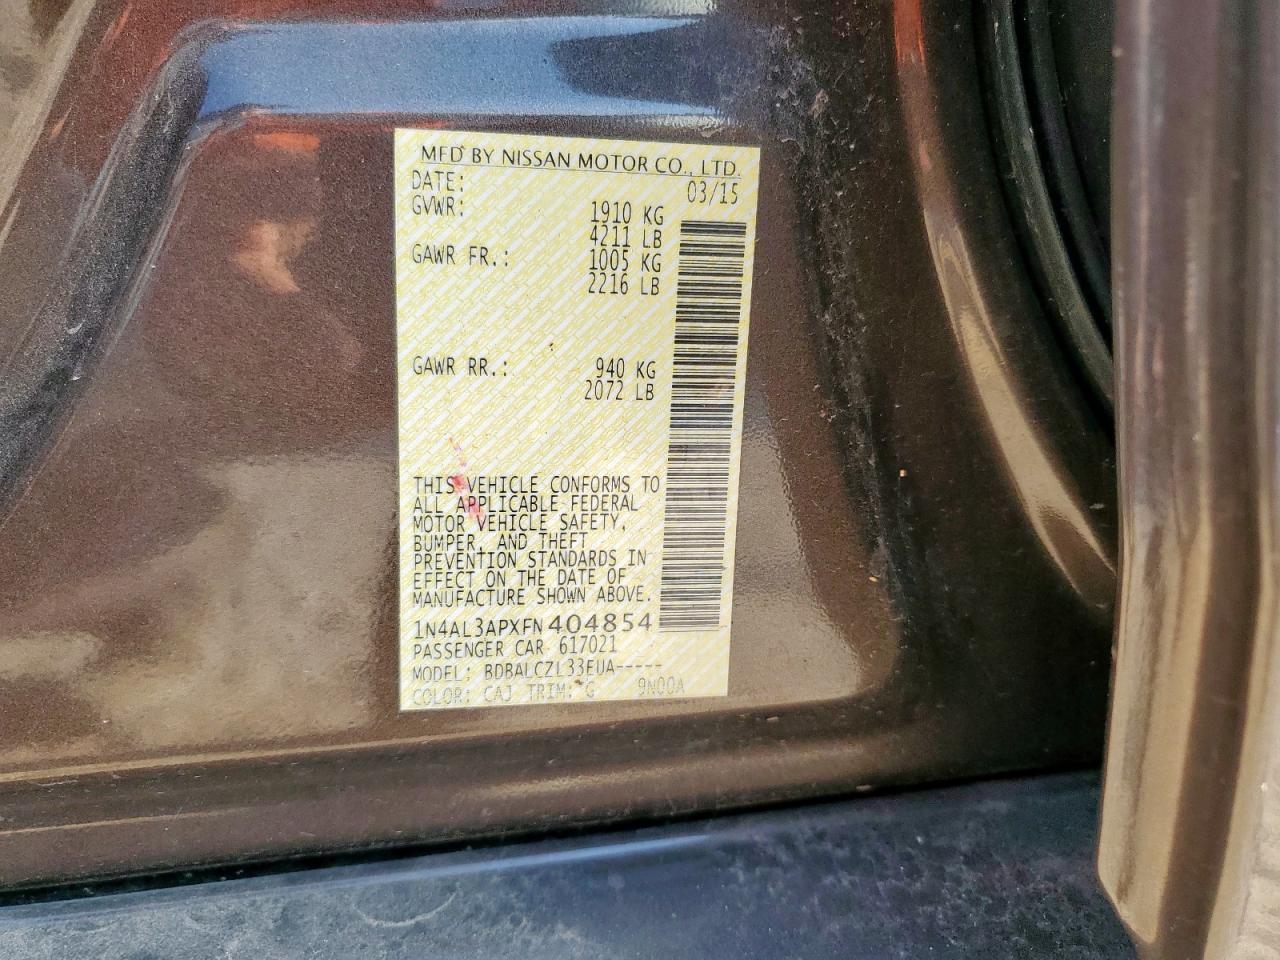 MFD BY NISSAN MOTOR CO., LTD.
DATE: 03/15
GVWR: 1910 KG
4211 LB
GAWR FR.: 1005 KG
2216 LB
GAWR RR.: 940 KG
2072 LB
THIS VEHICLE CONFORMS TO
ALL APPLICABLE FEDERAL
MOTOR VEHICLE SAFETY,
BUMPER, AND THEFT
PREVENTION STANDARDS IN
EFFECT ON THE DATE OF
MANUFACTURE SHOWN ABOVE.
1N4AL3APXFN404854
PASSENGER CAR 617021
MODEL: BDBALCZL33EUA-----
COLOR: CAJ TRIM: G 9N00A